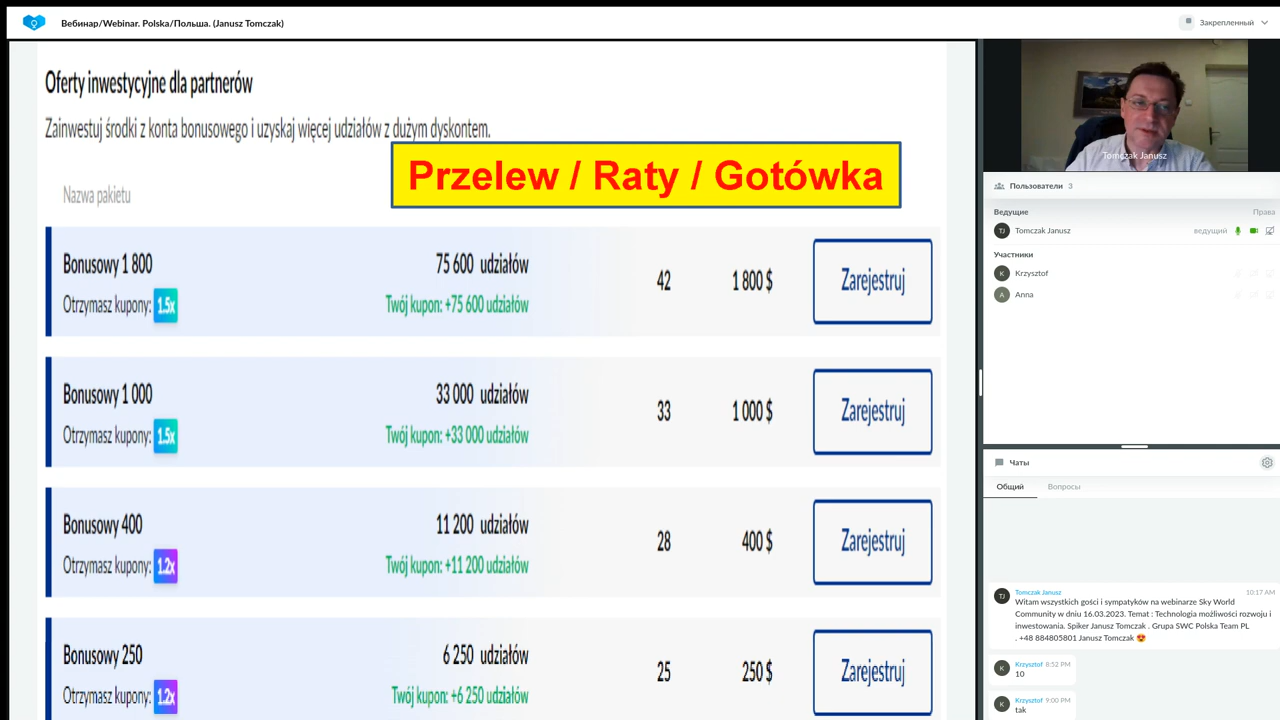 Вебинар/Webinar. Polska/Польша. (Janusz Tomczak)
Закрепленный
Oferty inwestycyjne dla partnerów
Zainwestuj środki z konta bonusowego i uzyskaj więcej udziałów z dużym dyskontem.
Przelew / Raty / Gotówka
Nazwa pakietu
Bonusowy 1 800 75 600 udziałów 42 1 800 $ Zarejestruj
Otrzymasz kupony: 1.5x Twój kupon: +75 600 udziałów
Bonusowy 1 000 33 000 udziałów 33 1 000 $ Zarejestruj
Otrzymasz kupony: 1.5x Twój kupon: +33 000 udziałów
Bonusowy 400 11 200 udziałów 28 400 $ Zarejestruj
Otrzymasz kupony: 1.2x Twój kupon: +11 200 udziałów
Bonusowy 250 6 250 udziałów 25 250 $ Zarejestruj
Otrzymasz kupony: 1.2x Twój kupon: +6 250 udziałów
Tomczak Janusz
Пользователи 3
Ведущие Права
TJ Tomczak Janusz ведущий
Участники
K Krzysztof
A Anna
Чаты
Общий Вопросы
TJ Tomczak Janusz 10:17 AM
Witam wszystkich gości i sympatyków na webinarze Sky World
Community w dniu 16.03.2023. Temat : Technologia możliwości rozwoju i
inwestowania. Spiker Janusz Tomczak . Grupa SWC Polska Team PL
. +48 884805801 Janusz Tomczak 😍
K Krzysztof 8:52 PM
10
K Krzysztof 9:00 PM
tak